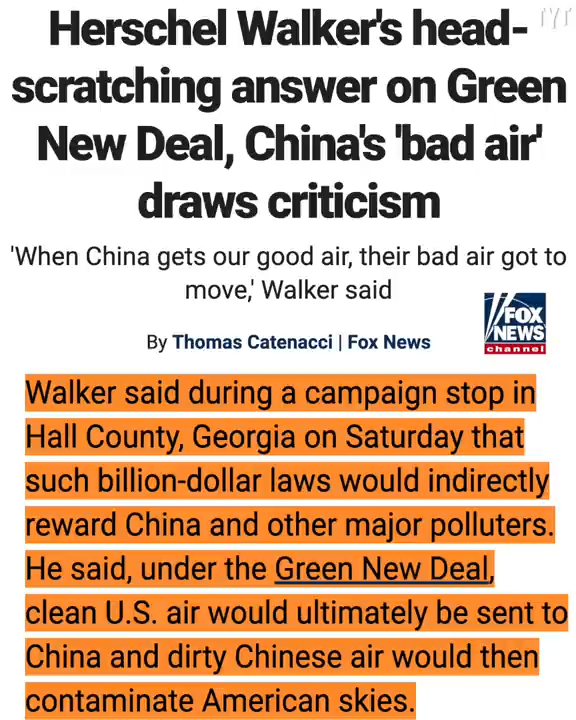 TYT
Herschel Walker's head-
scratching answer on Green
New Deal, China's 'bad air'
draws criticism
'When China gets our good air, their bad air got to
move,' Walker said
FOX
NEWS
channel
By Thomas Catenacci | Fox News
Walker said during a campaign stop in
Hall County, Georgia on Saturday that
such billion-dollar laws would indirectly
reward China and other major polluters.
He said, under the Green New Deal,
clean U.S. air would ultimately be sent to
China and dirty Chinese air would then
contaminate American skies.